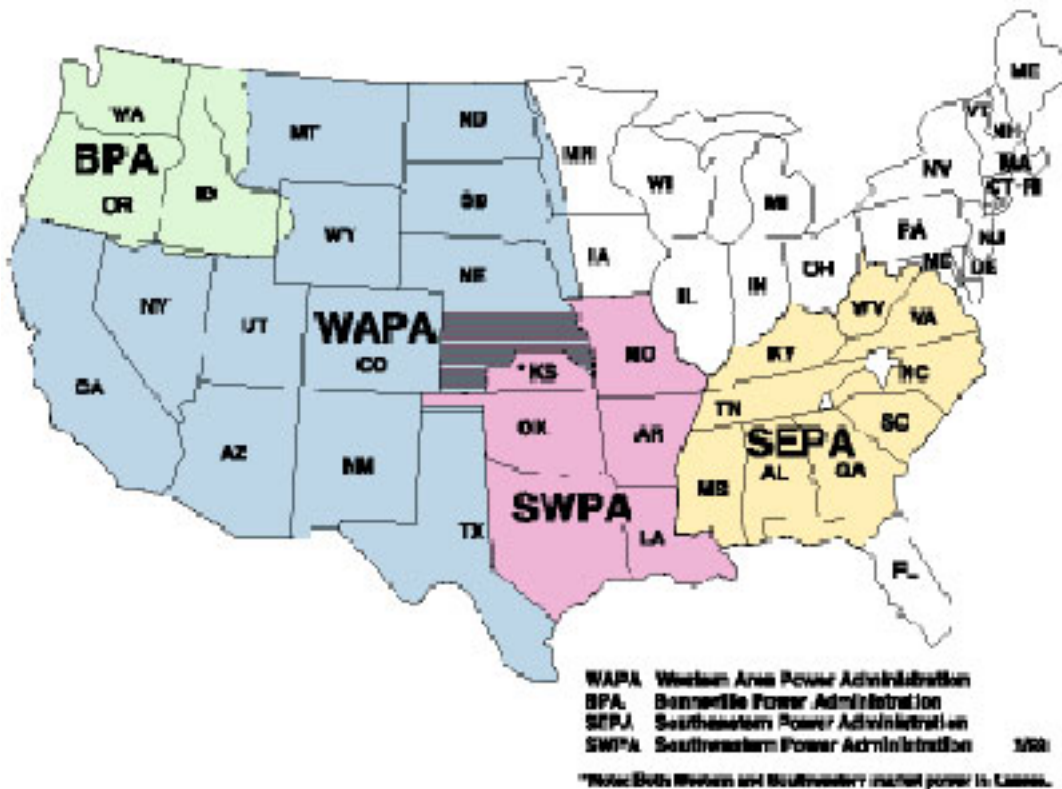 ME
WA
MT
ND
VT
NH
BPA
MN
MA
OR
ID
WI
NY
CT
RI
SD
MI
WY
PA
NJ
IA
NE
OH
MD
DE
IL
IN
NV
UT
WAPA
WV
VA
CO
* KS
MO
KY
CA
NC
TN
OK
AR
SC
AZ
NM
SEPA
MS
AL
GA
SWPA
TX
LA
FL
WAPA Western Area Power Administration
BPA Bonneville Power Administration
SEPA Southeastern Power Administration
SWPA Southwestern Power Administration
*Note: Both Western and Southwestern market power in Kansas.